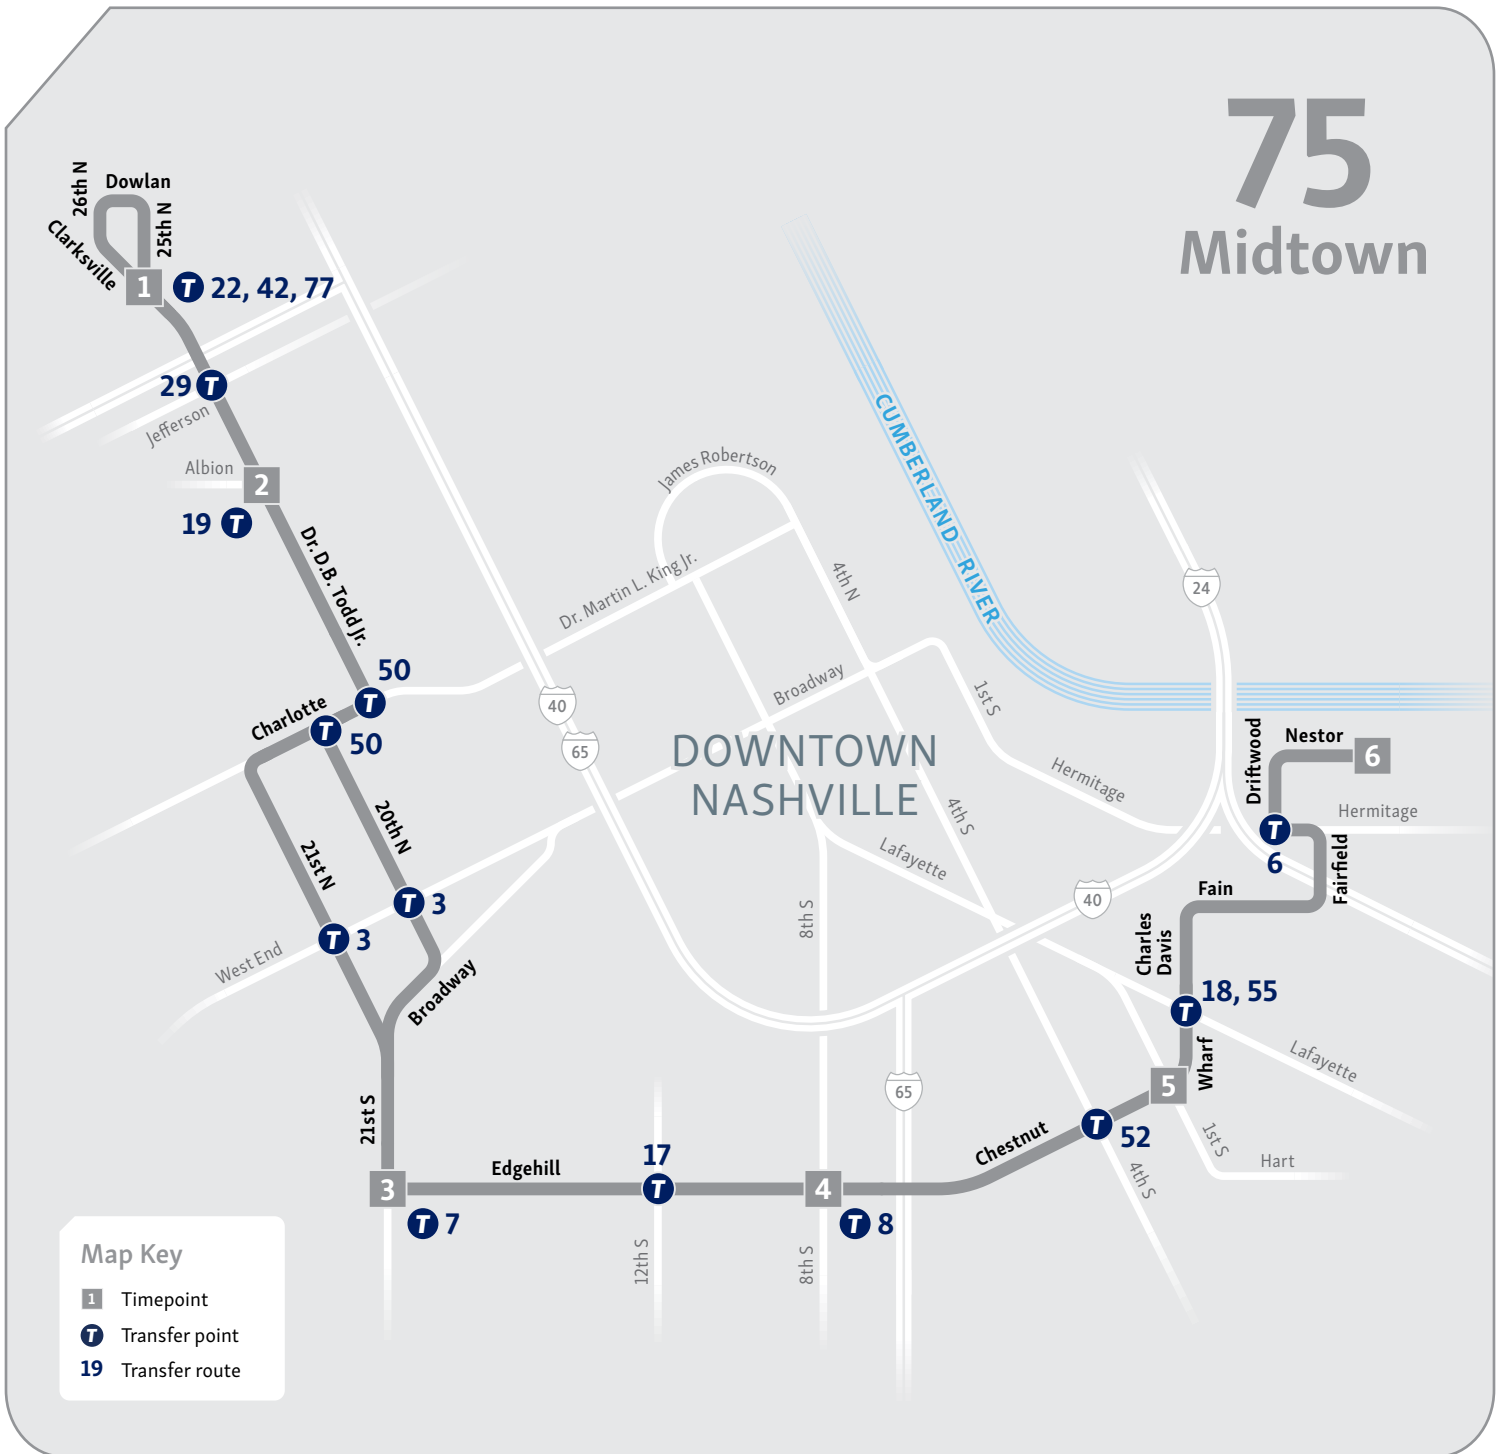 75
Midtown
26th N
Dowlan
25th N
Clarksville
1
T
22, 42, 77
29
T
Jefferson
Albion
2
19
T
Dr. D.B. Todd Jr.
James Robertson
CUMBERLAND RIVER
24
Dr. Martin L. King Jr.
4th N
50
T
Charlotte
T
50
40
65
Broadway
1st S
DOWNTOWN
NASHVILLE
Hermitage
Driftwood
Nestor
6
Hermitage
T
6
Fairfield
20th N
21st N
4th S
Lafayette
40
Fain
T
3
T
3
West End
Broadway
8th S
Charles
Davis
18, 55
T
Wharf
Lafayette
5
65
21st S
Chestnut
T
52
1st S
4th S
Hart
3
Edgehill
17
T
4
T
7
T
8
12th S
8th S
Map Key
1
Timepoint
T
Transfer point
19
Transfer route